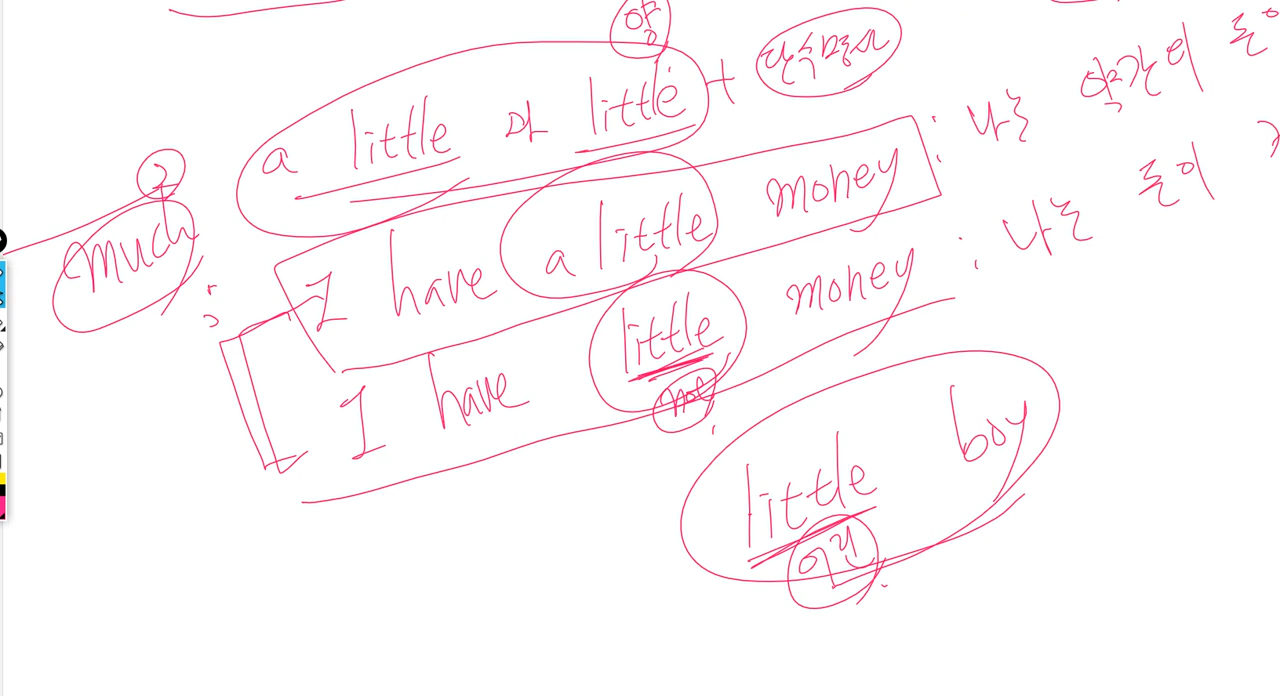 양
a little 과 little + 단수명사
much
I have a little money : 나는 약간의 돈
I have little money : 나는 돈이
not
little boy
어린